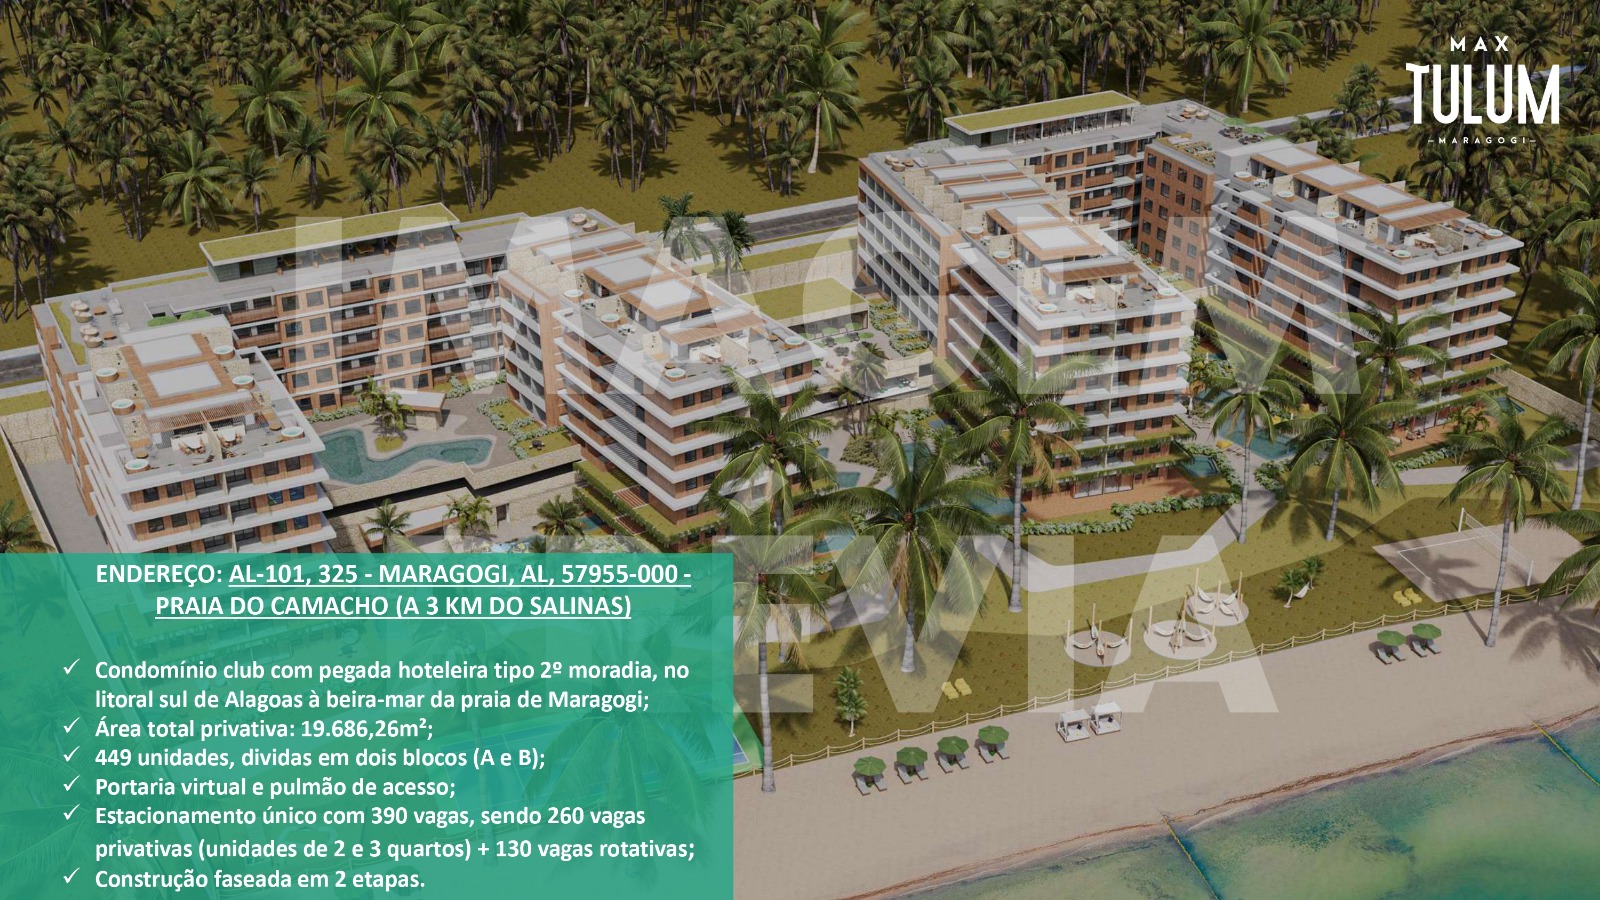 MAX
TULUM
MARAGOGI
IMAGEM
PRÉVIA
ENDEREÇO: AL-101, 325 - MARAGOGI, AL, 57955-000 -
PRAIA DO CAMACHO (A 3 KM DO SALINAS)
✓ Condomínio club com pegada hoteleira tipo 2º moradia, no
litoral sul de Alagoas à beira-mar da praia de Maragogi;
✓ Área total privativa: 19.686,26m²;
✓ 449 unidades, dividas em dois blocos (A e B);
✓ Portaria virtual e pulmão de acesso;
✓ Estacionamento único com 390 vagas, sendo 260 vagas
privativas (unidades de 2 e 3 quartos) + 130 vagas rotativas;
✓ Construção faseada em 2 etapas.